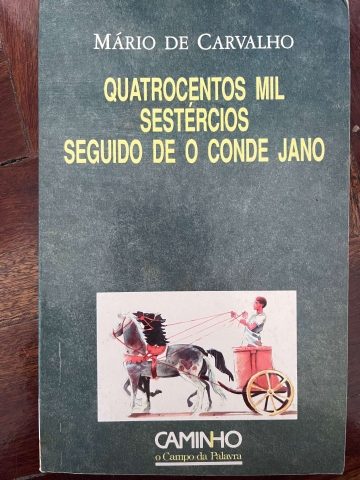 MÁRIO DE CARVALHO
QUATROCENTOS MIL
SESTÉRCIOS
SEGUIDO DE O CONDE JANO
CAMINHO
o Campo da Palavra